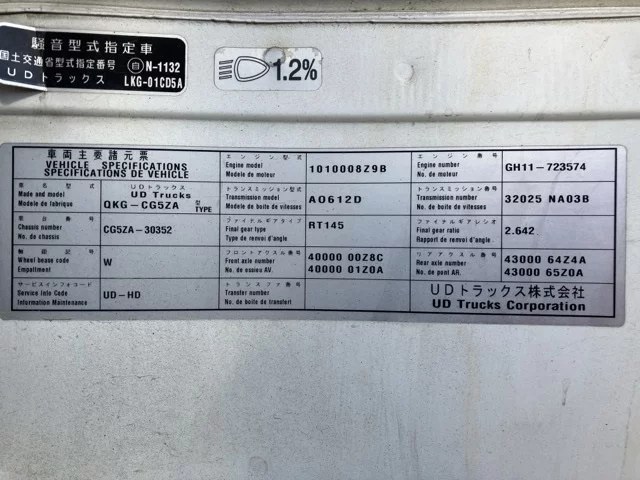 騒音型式指定車
国土交通省型式指定番号 自 N-1132
UDトラックス LKG-01CD5A
1.2%
車両主要諸元票
VEHICLE SPECIFICATIONS
SPECIFICATIONS DE VEHICLE
エンジン型式
Engine model
Modele de moteur
1010008Z9B
エンジン番号
Engine number
No. de moteur
GH11-723574
車名型式
Made and model
Modele de fabrique
UDトラックス
UD Trucks
QKG-CG5ZA 型 TYPE
トランスミッション型式
Transmission model
Modele de boite de vitesses
AO612D
トランスミッション番号
Transmission number
No. de boite de vitesses
32025 NA03B
車台番号
Chassis number
No. de chassis
CG5ZA-30352
ファイナルギアタイプ
Final gear type
Type de renvoi d'angle
RT145
ファイナルギアレシオ
Final gear ratio
Rapport de renvoi d'angle
2.642
軸距記号
Wheel bease code
Empattement
W
フロントアクスル番号
Front axle number
No. de essieu AV.
40000 00Z8C
40000 01Z0A
リアアクスル番号
Rear axle number
No. de pont AR.
43000 64Z4A
43000 65Z0A
サービスインフォコード
Service into Code
Information Maintenance
UD-HD
トランスファ番号
Transfer number
No. de boite de transfert
UDトラックス株式会社
UD Trucks Corporation